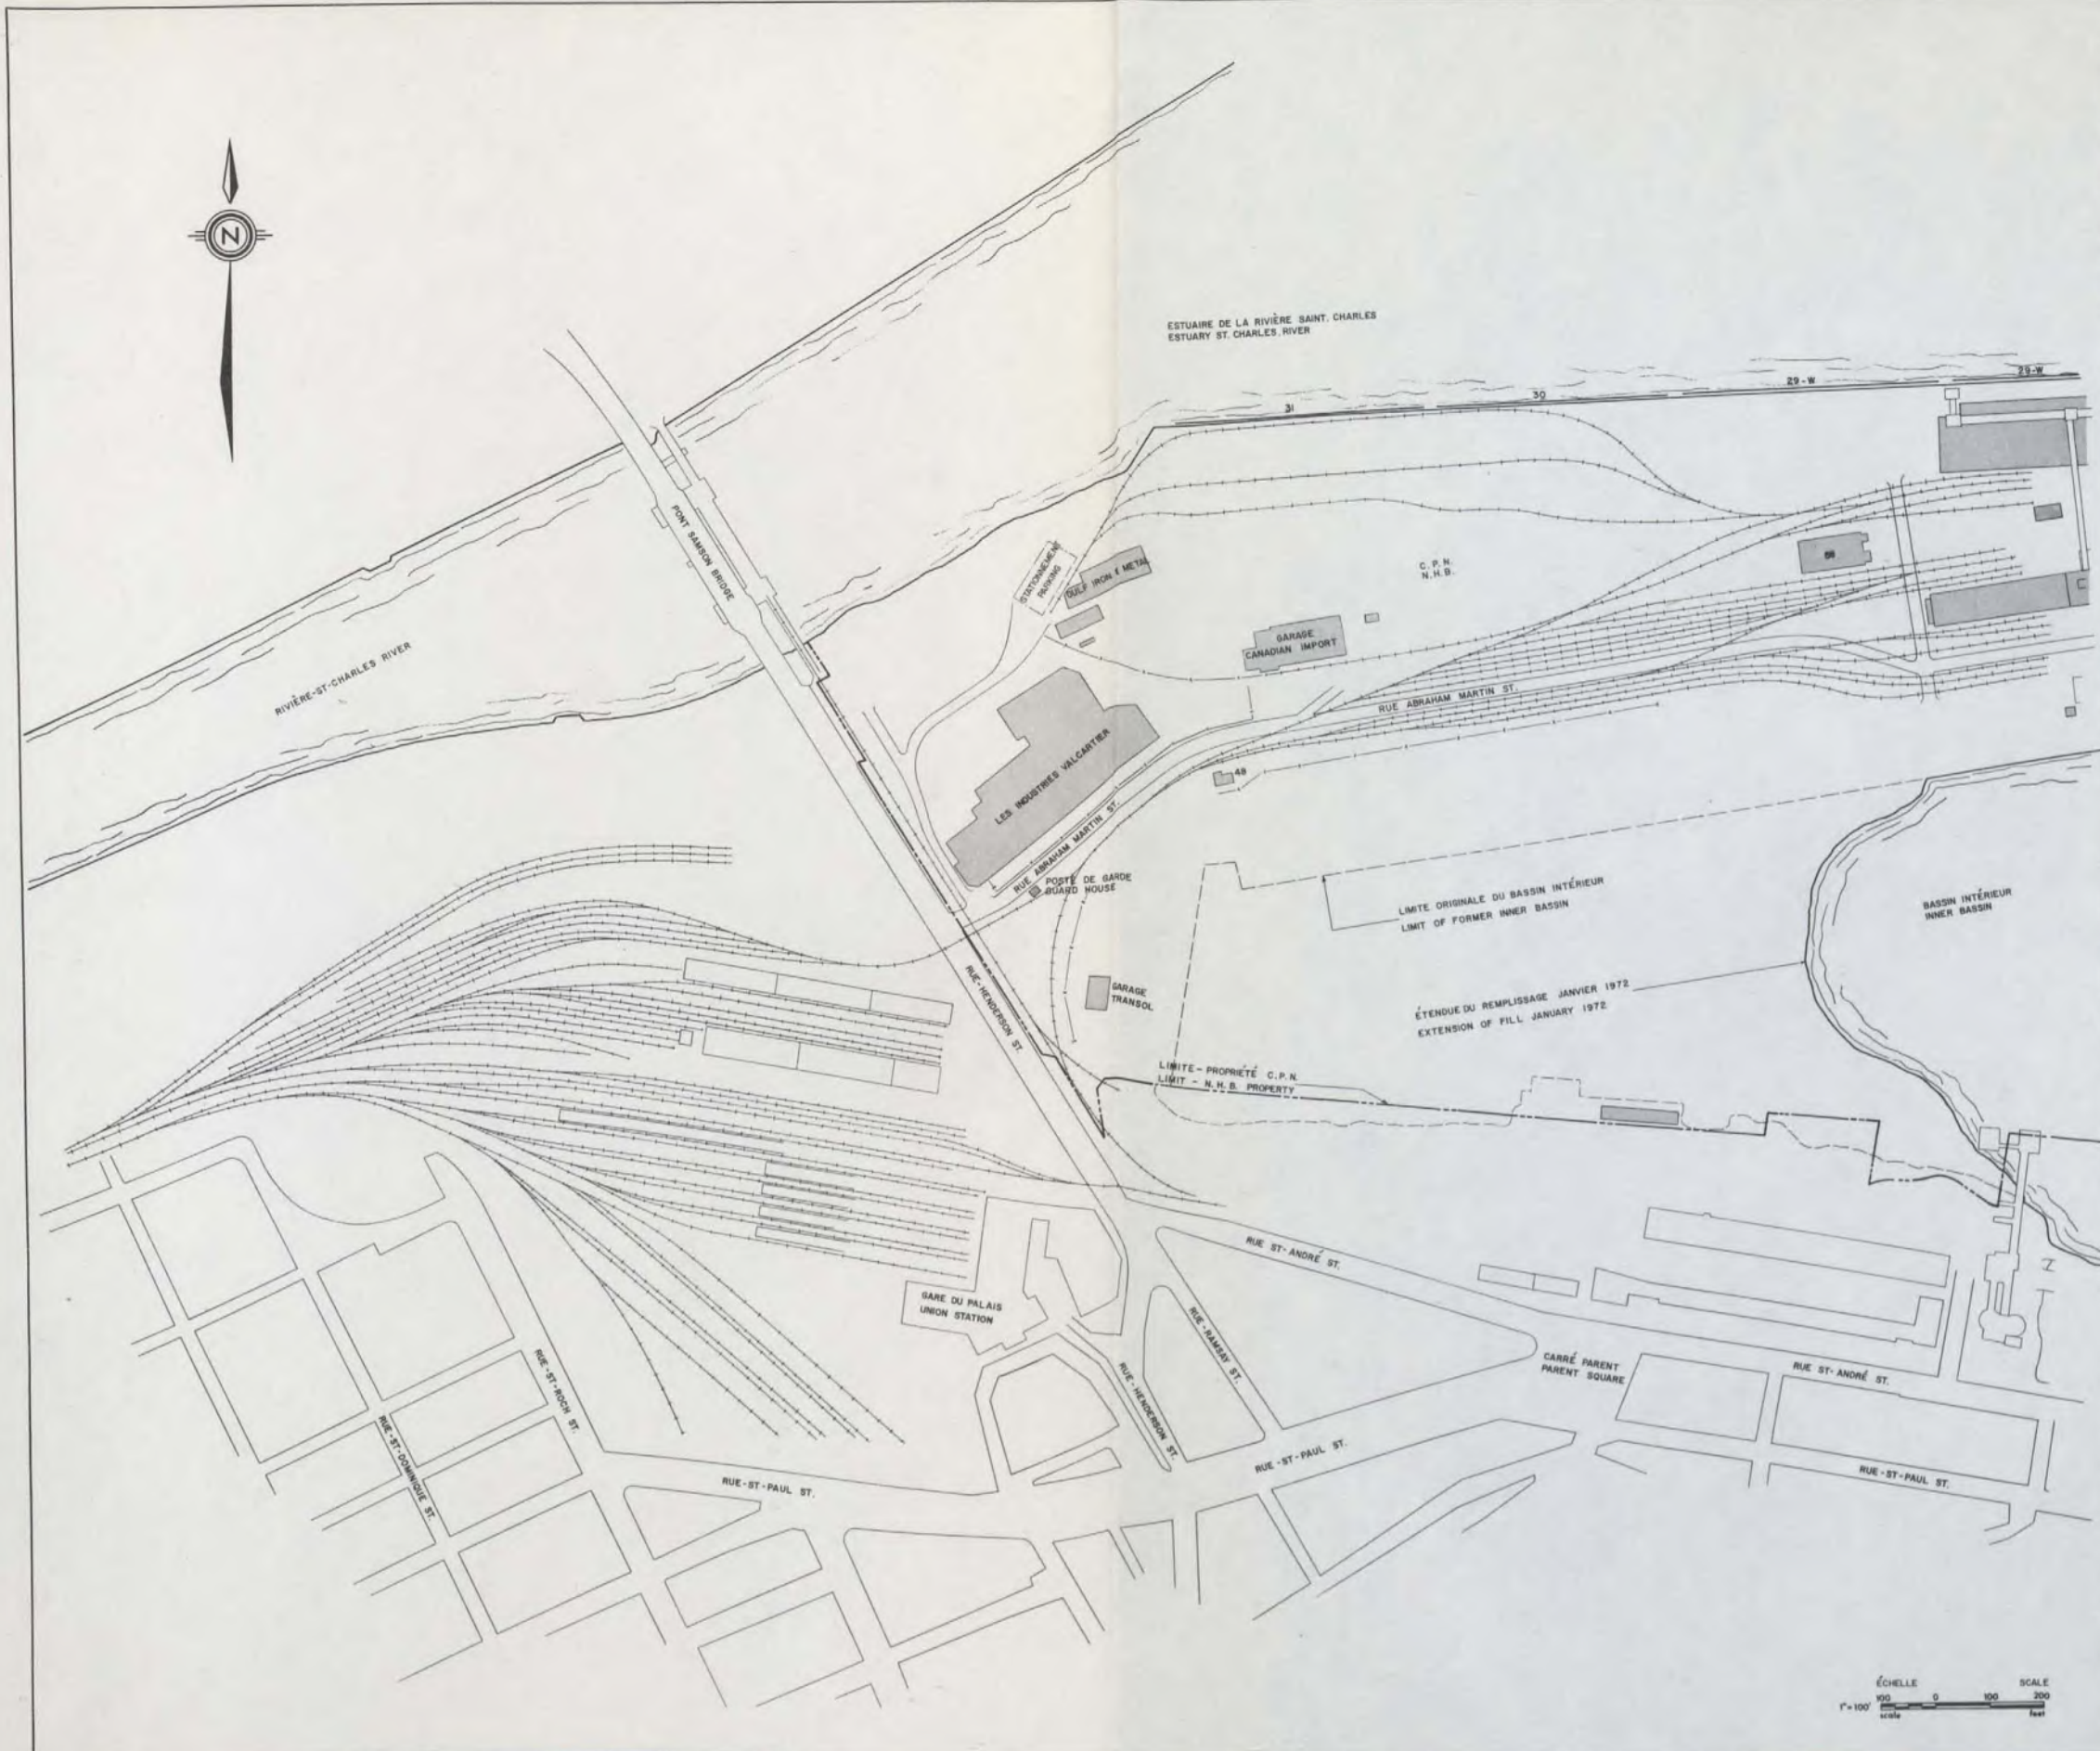 N
ESTUAIRE DE LA RIVIÈRE SAINT. CHARLES
ESTUARY ST. CHARLES RIVER
31
30
29-W
29-W
PONT SAMSON BRIDGE
RIVIÈRE-ST-CHARLES RIVER
STATIONNEMENT
PARKING
GULF IRON & METAL
C. P. N.
N. H. B.
GARAGE
CANADIAN IMPORT
RUE ABRAHAM MARTIN ST.
LES INDUSTRIES VALCARTIER
48
RUE ABRAHAM MARTIN ST.
POSTE DE GARDE
GUARD HOUSE
LIMITE ORIGINALE DU BASSIN INTÉRIEUR
LIMIT OF FORMER INNER BASSIN
BASSIN INTÉRIEUR
INNER BASSIN
RUE-HENDERSON ST.
GARAGE
TRANSOL
ÉTENDUE DU REMPLISSAGE JANVIER 1972
EXTENSION OF FILL JANUARY 1972
LIMITE-PROPRIÉTÉ C.P.N.
LIMIT - N. H. B. PROPERTY
RUE ST-ANDRÉ ST.
GARE DU PALAIS
UNION STATION
RUE-RAMSAY ST.
RUE-HENDERSON ST.
CARRÉ PARENT
PARENT SQUARE
RUE ST-ANDRÉ ST.
RUE-ST-ROCH ST.
RUE-ST-DOMINIQUE ST.
RUE-ST-PAUL ST.
RUE-ST-PAUL ST.
RUE-ST-PAUL ST.
ÉCHELLE SCALE
1"=100' 100 0 100 200
scale feet